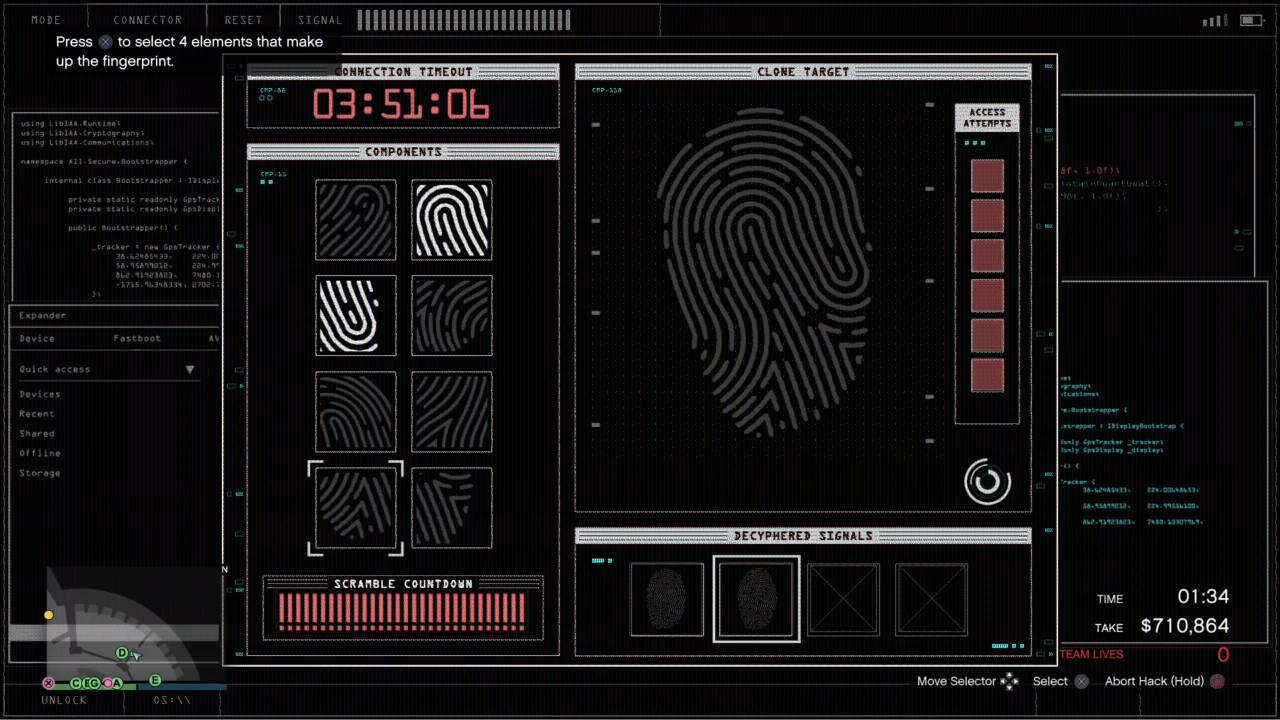 MODE
CONNECTOR
RESET
SIGNAL
Press to select 4 elements that make
up the fingerprint.
CONNECTION TIMEOUT
03:51:06
COMPONENTS
CLONE TARGET
ACCESS
ATTEMPTS
using LibIAA.Runtime;
using LibIAA.Cryptography;
using LibIAA.Communications;
namespace AII.Secure.Bootstrapper {
internal class Bootstrapper : IDispl
private static readonly GpsTrack
private static readonly GpsDispl
public Bootstrapper() {
_tracker = new GpsTracker (
Expander
Device
Fastboot
Quick access
Devices
Recent
Shared
Offline
Storage
SCRAMBLE COUNTDOWN
DECYPHERED SIGNALS
N
D
E
A
UNLOCK
OS:\\
TIME 01:34
TAKE $710,864
TEAM LIVES 0
Move Selector
Select
Abort Hack (Hold)